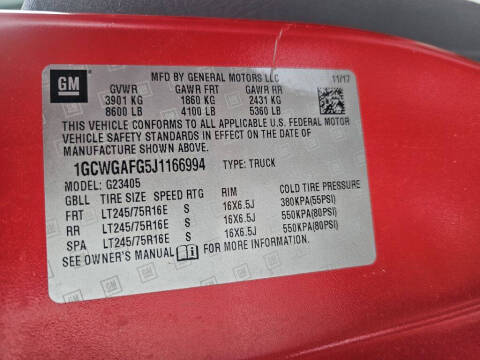 GM
MFD BY GENERAL MOTORS LLC 11/17
GVWR GAWR FRT GAWR RR
3901 KG 1860 KG 2431 KG
8600 LB 4100 LB 5360 LB
THIS VEHICLE CONFORMS TO ALL APPLICABLE U.S. FEDERAL MOTOR
VEHICLE SAFETY STANDARDS IN EFFECT ON THE DATE OF
MANUFACTURE SHOWN ABOVE.
1GCWGAFG5J1166994 TYPE: TRUCK
MODEL: G23405
GBLL TIRE SIZE SPEED RTG RIM COLD TIRE PRESSURE
FRT LT245/75R16E S 16X6.5J 380KPA(55PSI)
RR LT245/75R16E S 16X6.5J 550KPA(80PSI)
SPA LT245/75R16E S 16X6.5J 550KPA(80PSI)
SEE OWNER'S MANUAL FOR MORE INFORMATION.